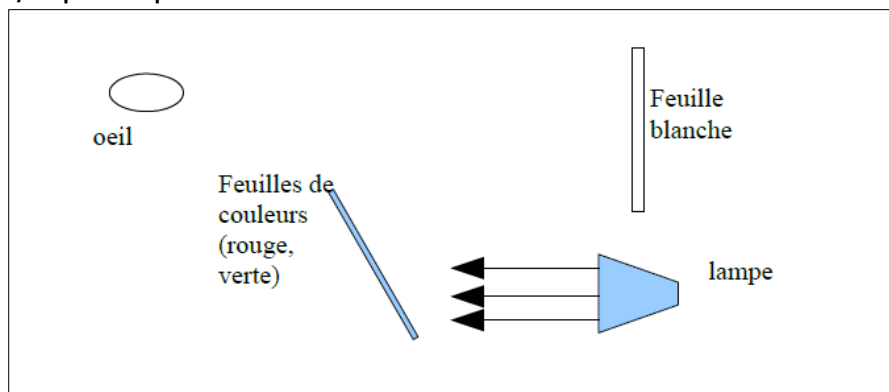 oeil
Feuille
blanche
Feuilles de
couleurs
(rouge,
verte)
lampe